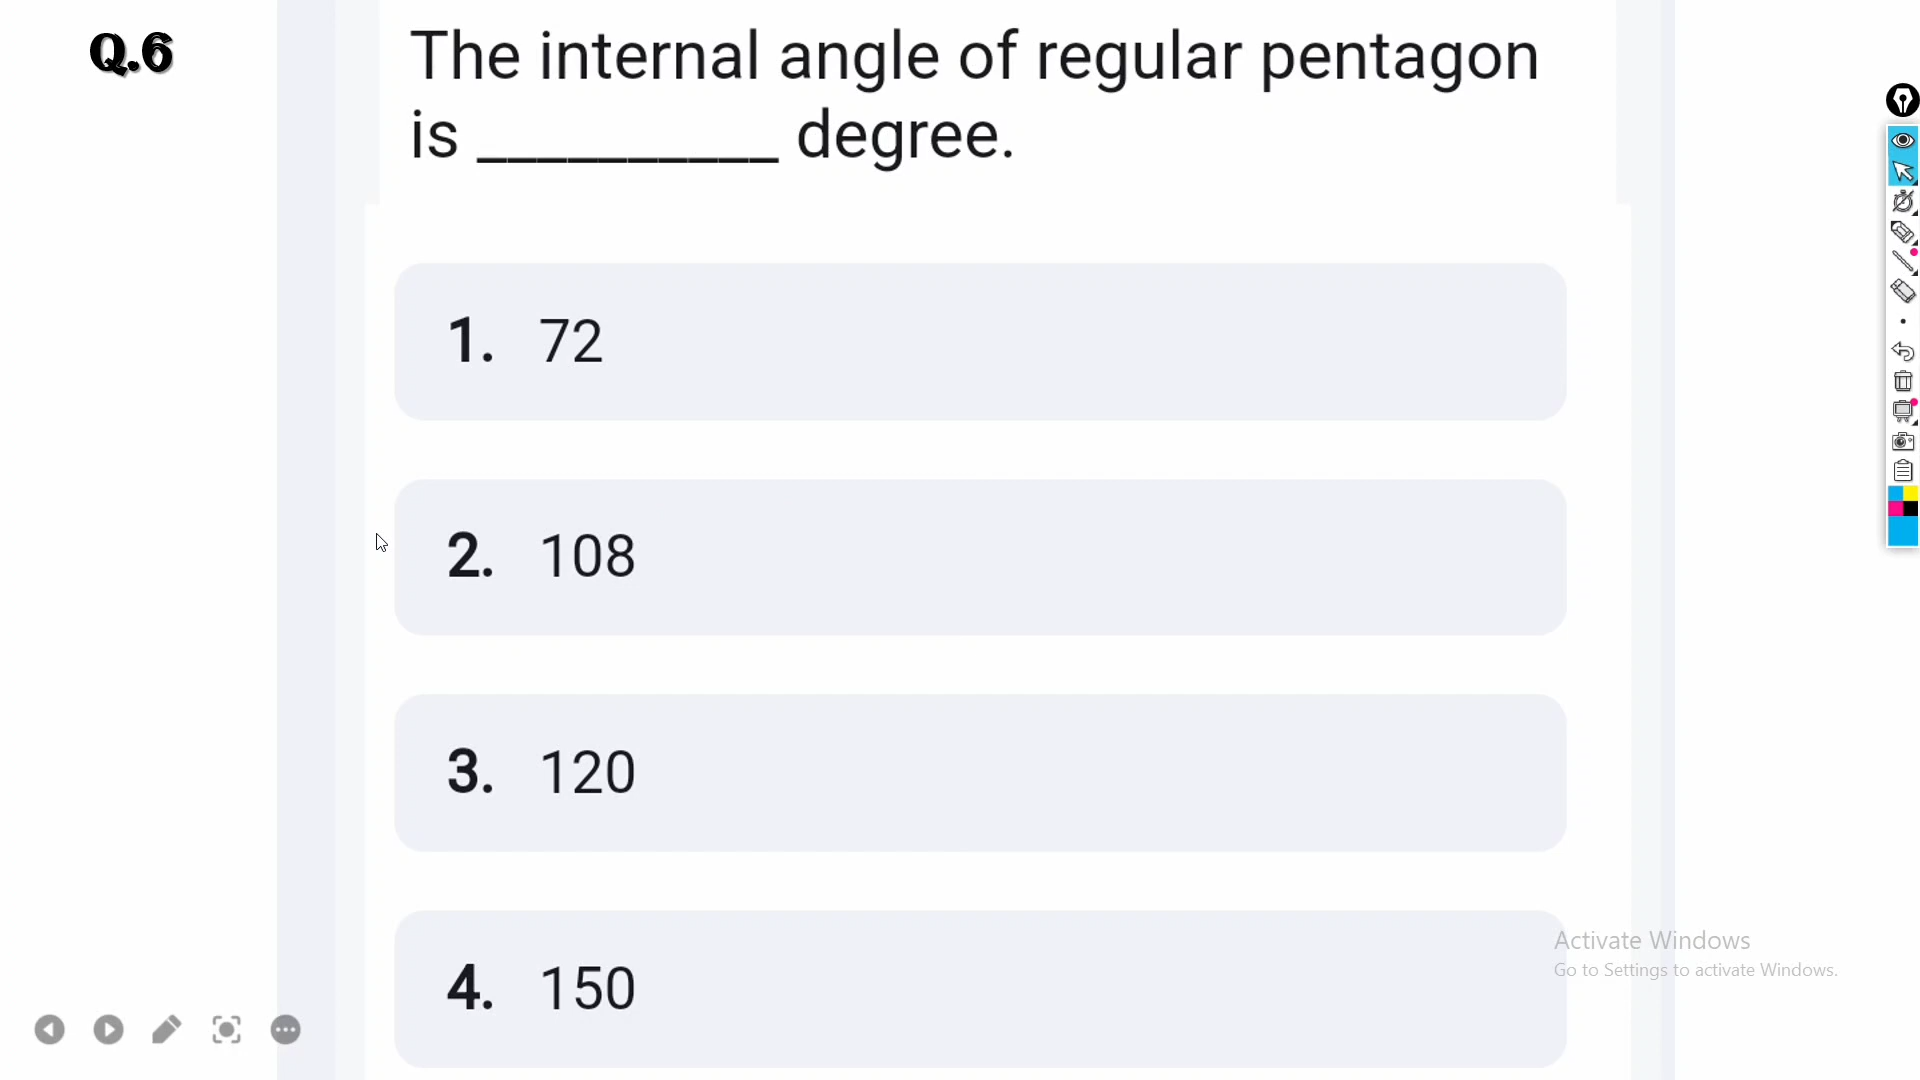 Q.6
The internal angle of regular pentagon
is __________ degree.
1. 72
2. 108
3. 120
4. 150
Activate Windows
Go to Settings to activate Windows.